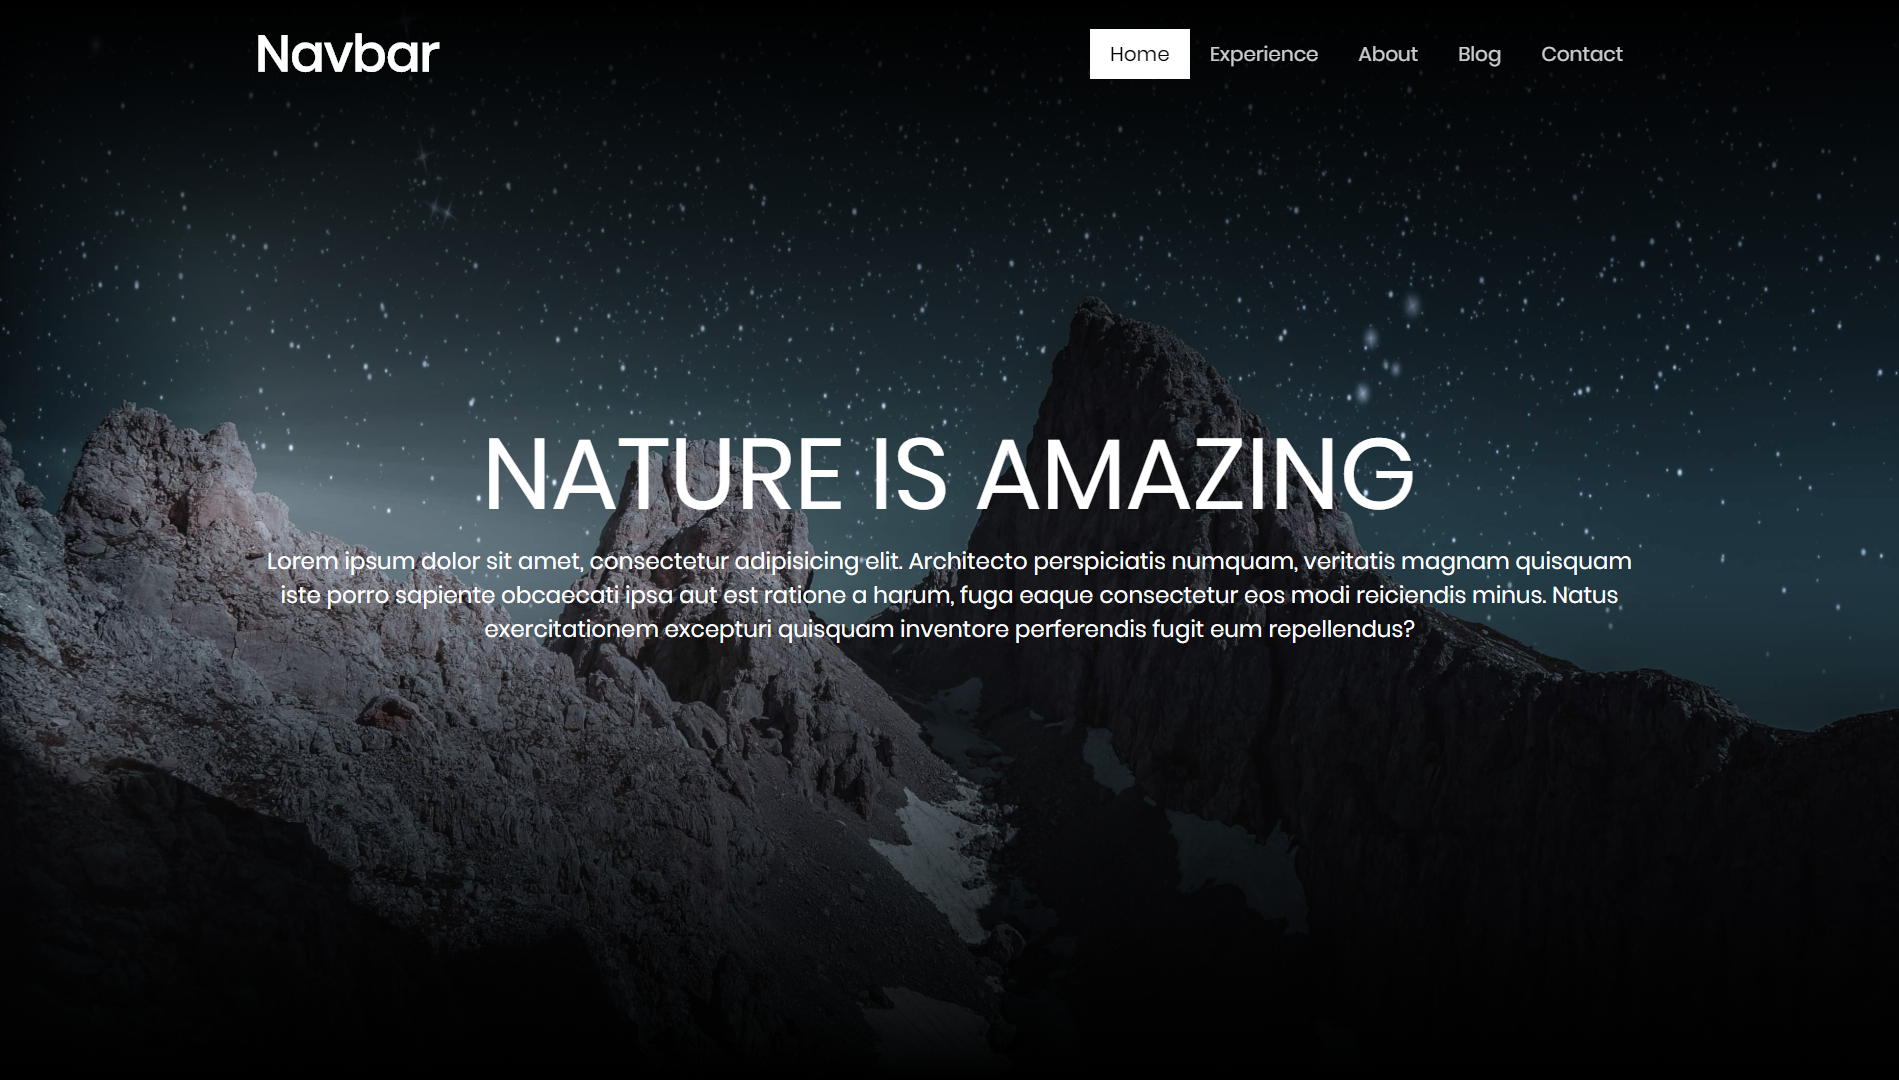 Navbar
Home Experience About Blog Contact
NATURE IS AMAZING
Lorem ipsum dolor sit amet, consectetur adipisicing elit. Architecto perspiciatis numquam, veritatis magnam quisquam
iste porro sapiente obcaecati ipsa aut est ratione a harum, fuga eaque consectetur eos modi reiciendis minus. Natus
exercitationem excepturi quisquam inventore perferendis fugit eum repellendus?